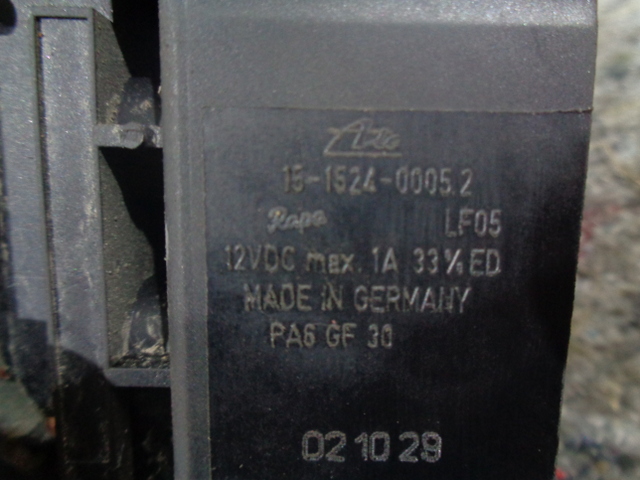 Ate
15-1524-0005.2
Rapa LF05
12VDC max. 1A 33% ED
MADE IN GERMANY
PA6 GF 30
02 10 29